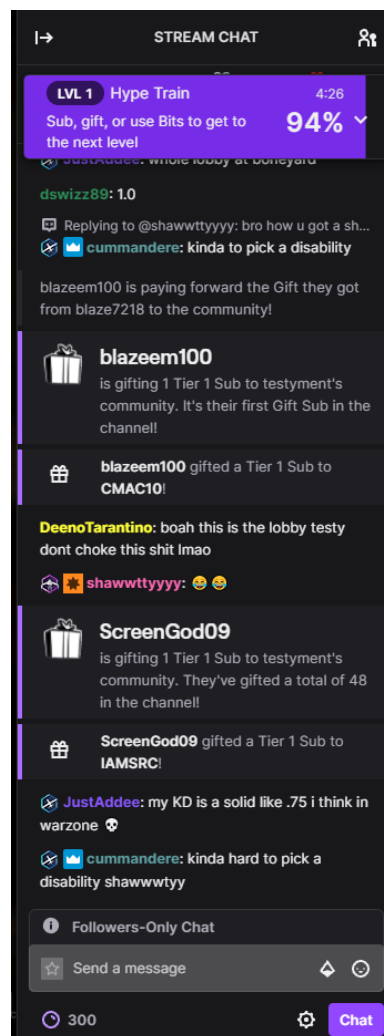 STREAM CHAT
LVL 1 Hype Train 4:26
Sub, gift, or use Bits to get to
the next level
94%
JustAddee: whole lobby at boneyard
dswizz89: 1.0
Replying to @shawwttyyyy: bro how u got a sh...
cummandere: kinda to pick a disability
blazeem100 is paying forward the Gift they got
from blaze7218 to the community!
blazeem100
is gifting 1 Tier 1 Sub to testyment's
community. It's their first Gift Sub in the
channel!
blazeem100 gifted a Tier 1 Sub to
CMAC10!
DeenoTarantino: boah this is the lobby testy
dont choke this shit lmao
shawwttyyyy: 😂 😂
ScreenGod09
is gifting 1 Tier 1 Sub to testyment's
community. They've gifted a total of 48
in the channel!
ScreenGod09 gifted a Tier 1 Sub to
IAMSRC!
JustAddee: my KD is a solid like .75 i think in
warzone 💀
cummandere: kinda hard to pick a
disability shawwwtyy
Followers-Only Chat
Send a message
300
Chat